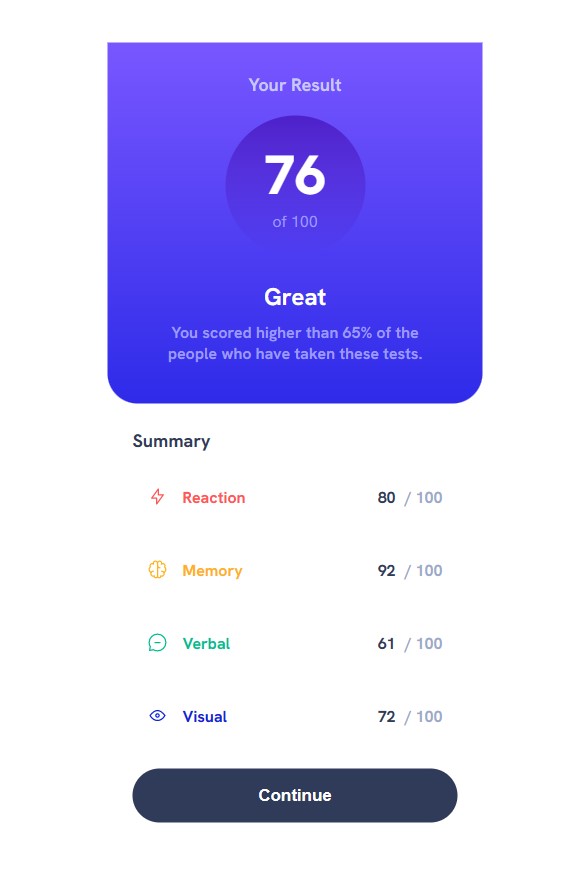 Your Result
76
of 100
Great
You scored higher than 65% of the
people who have taken these tests.
Summary
Reaction 80 / 100
Memory 92 / 100
Verbal 61 / 100
Visual 72 / 100
Continue